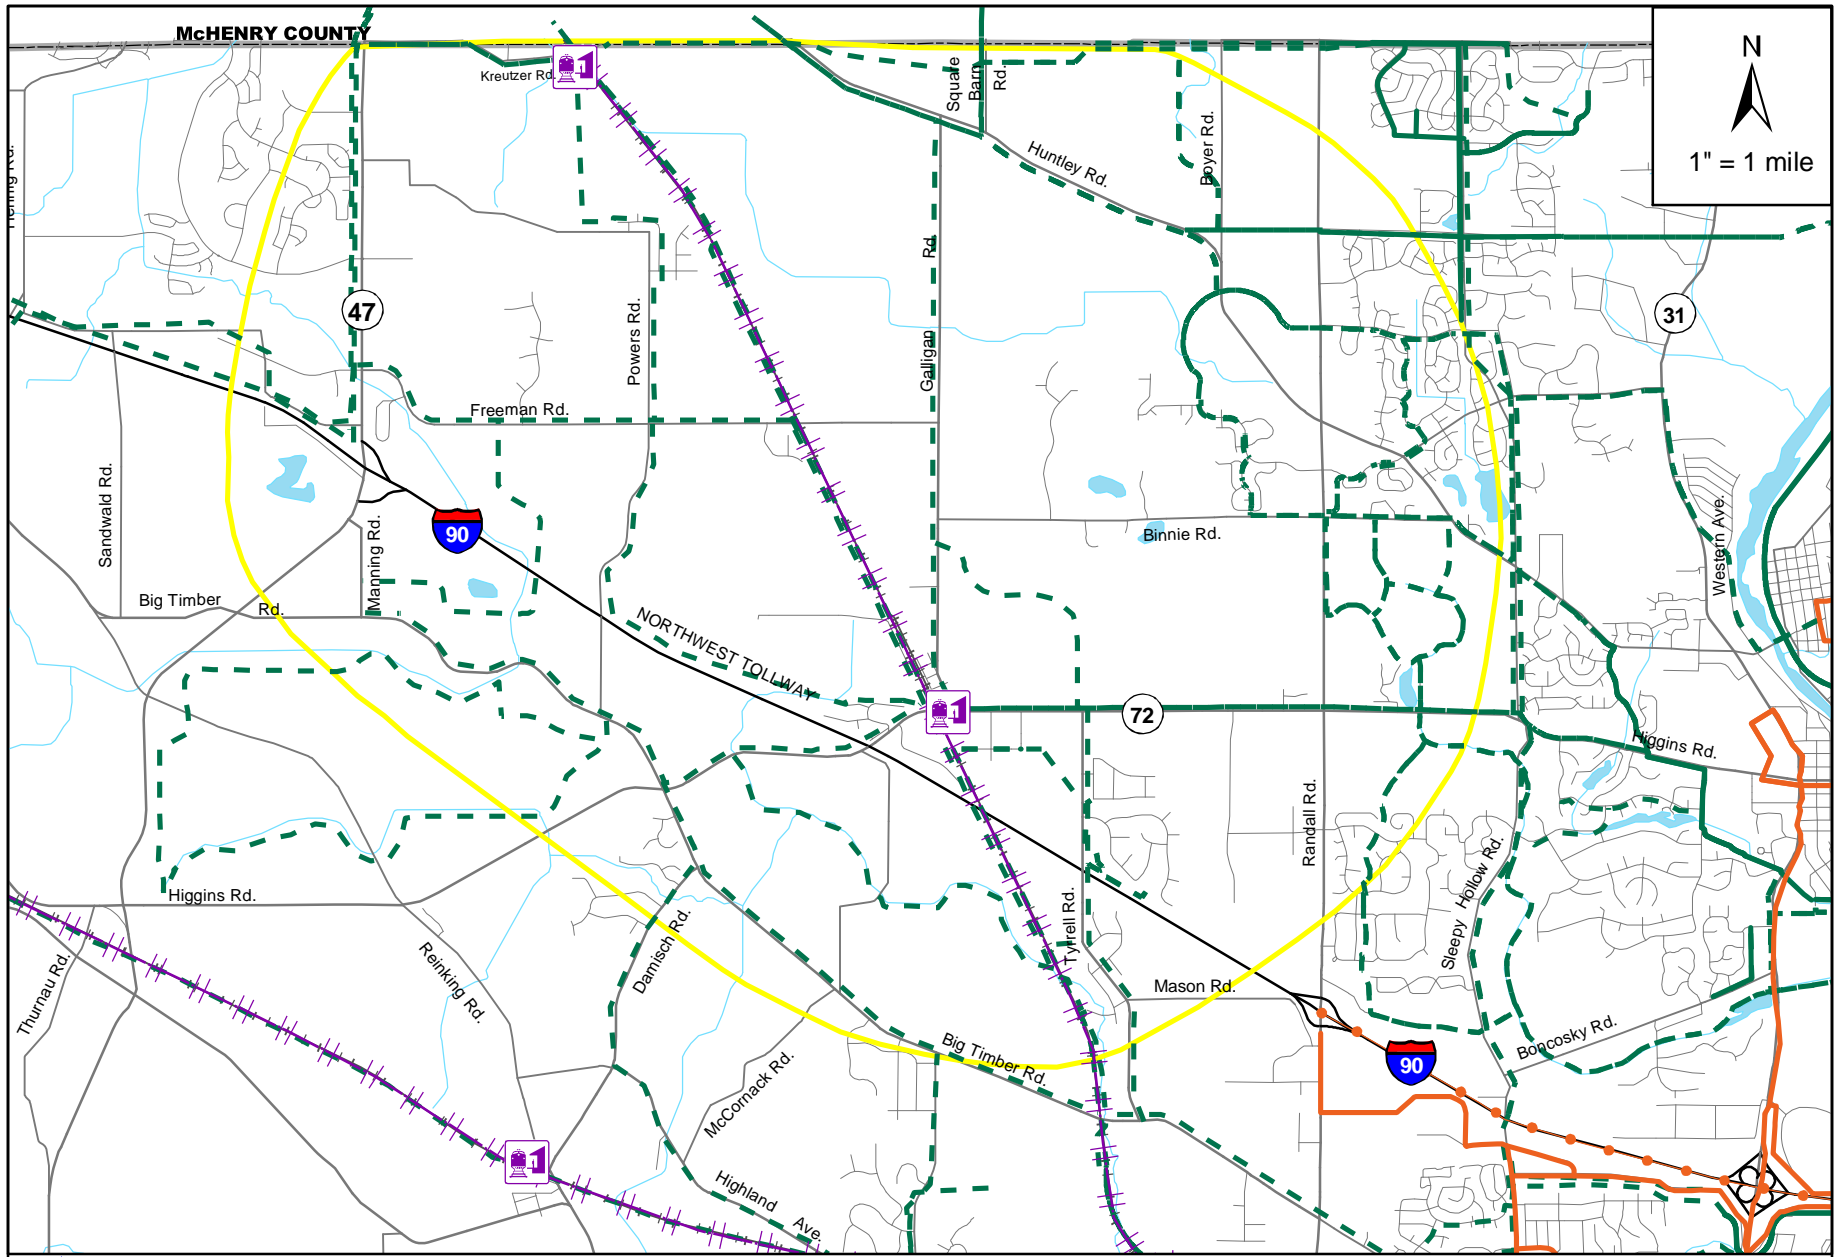 McHENRY COUNTY
N
1" = 1 mile
Kreutzer Rd.
Square
Barn
Rd.
Huntley Rd.
Boyer Rd.
47
31
Galligan
Rd.
Powers Rd.
Freeman Rd.
Sandwald Rd.
Manning Rd.
90
Binnie Rd.
Western Ave.
Big Timber
Rd.
NORTHWEST TOLLWAY
72
Higgins Rd.
Randall Rd.
Sleepy Hollow Rd.
Higgins Rd.
Damisch Rd.
Reinking Rd.
Thurnau Rd.
Tyrrell Rd.
Mason Rd.
Boncosky Rd.
Big Timber Rd.
90
McCornack Rd.
Highland Ave.